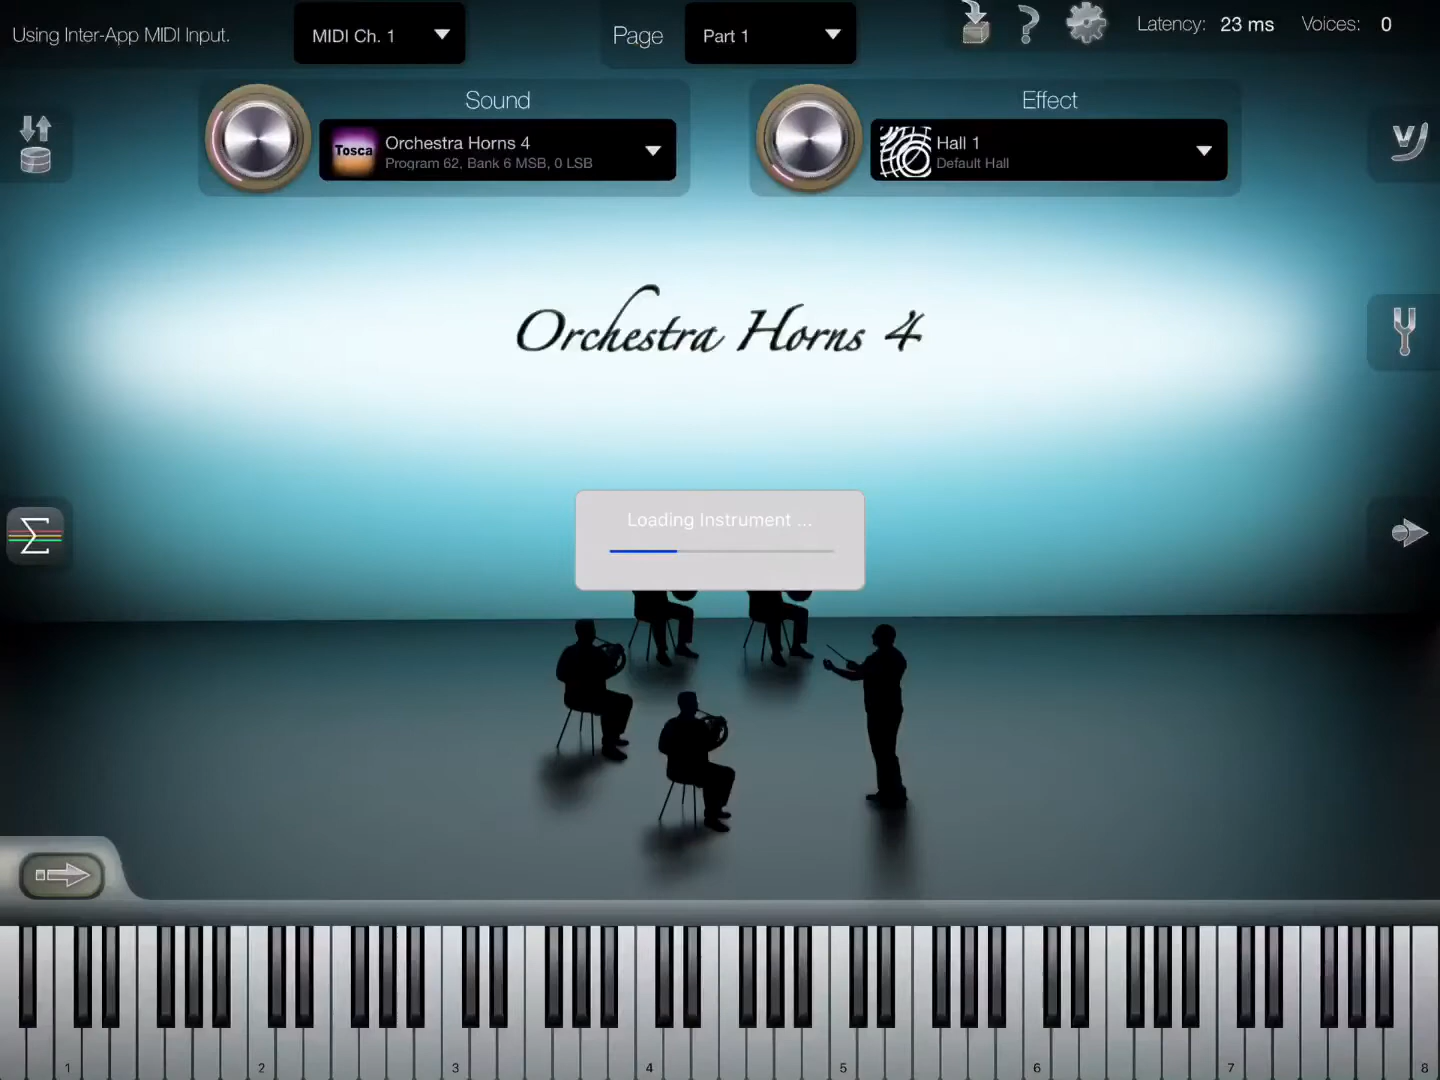 Using Inter-App MIDI Input.
MIDI Ch. 1
Page
Part 1
?
Latency: 23 ms
Voices: 0
Sound
Tosca
Orchestra Horns 4
Program 62, Bank 6 MSB, 0 LSB
Effect
Hall 1
Default Hall
Orchestra Horns 4
Loading Instrument ...
Σ
1 2 3 4 5 6 7 8